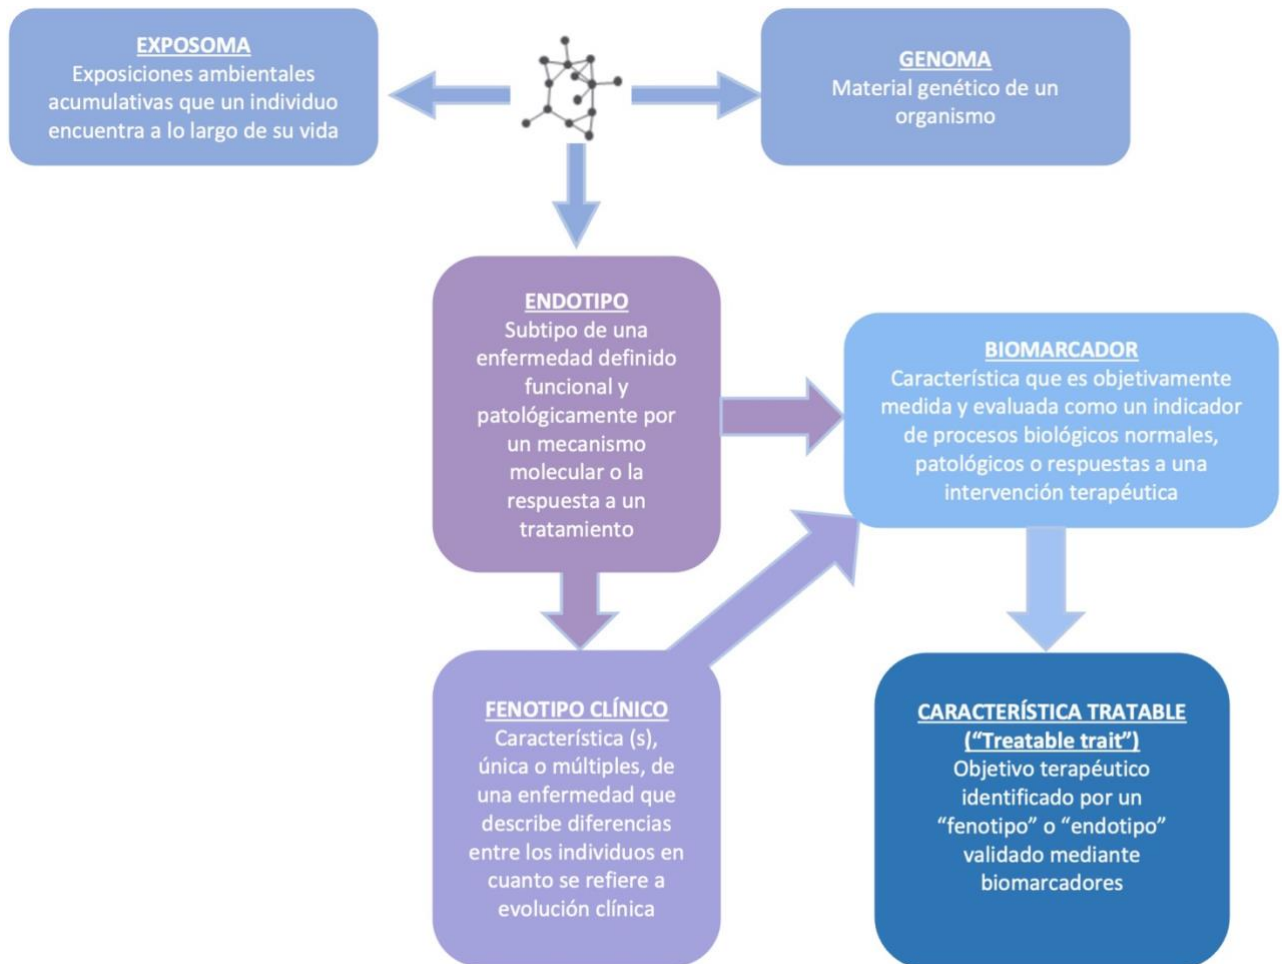 EXPOSOMA
Exposiciones ambientales
acumulativas que un individuo
encuentra a lo largo de su vida
GENOMA
Material genético de un
organismo
ENDOTIPO
Subtipo de una
enfermedad definido
funcional y
patológicamente por
un mecanismo
molecular o la
respuesta a un
tratamiento
BIOMARCADOR
Característica que es objetivamente
medida y evaluada como un indicador
de procesos biológicos normales,
patológicos o respuestas a una
intervención terapéutica
FENOTIPO CLÍNICO
Característica (s),
única o múltiples, de
una enfermedad que
describe diferencias
entre los individuos en
cuanto se refiere a
evolución clínica
CARACTERÍSTICA TRATABLE
(“Treatable trait”)
Objetivo terapéutico
identificado por un
“fenotipo” o “endotipo”
validado mediante
biomarcadores